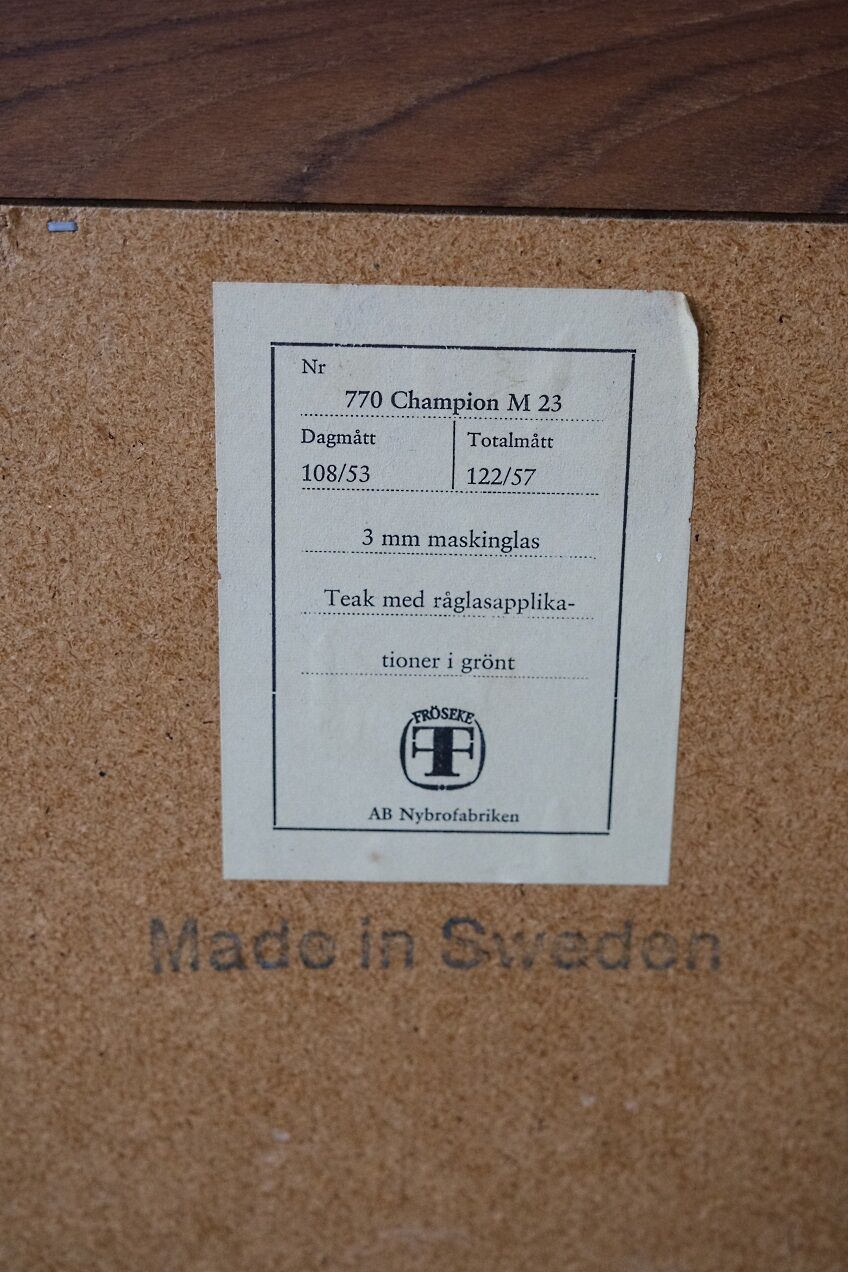 Nr
770 Champion M 23
Dagmått Totalmått
108/53 122/57
3 mm maskinglas
Teak med råglasapplika-
tioner i grönt
FRÖSEKE
F
AB Nybrofabriken
Made in Sweden